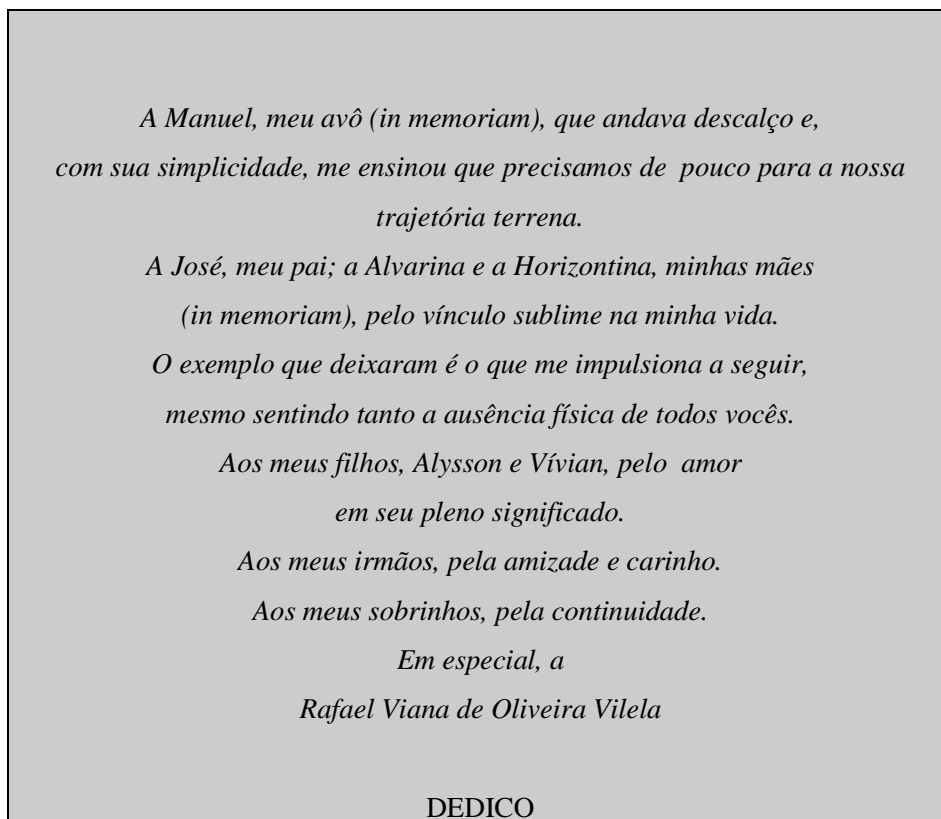 A Manuel, meu avô (in memoriam), que andava descalço e,
com sua simplicidade, me ensinou que precisamos de pouco para a nossa
trajetória terrena.
A José, meu pai; a Alvarina e a Horizontina, minhas mães
(in memoriam), pelo vínculo sublime na minha vida.
O exemplo que deixaram é o que me impulsiona a seguir,
mesmo sentindo tanto a ausência física de todos vocês.
Aos meus filhos, Alysson e Vívian, pelo amor
em seu pleno significado.
Aos meus irmãos, pela amizade e carinho.
Aos meus sobrinhos, pela continuidade.
Em especial, a
Rafael Viana de Oliveira Vilela
DEDICO